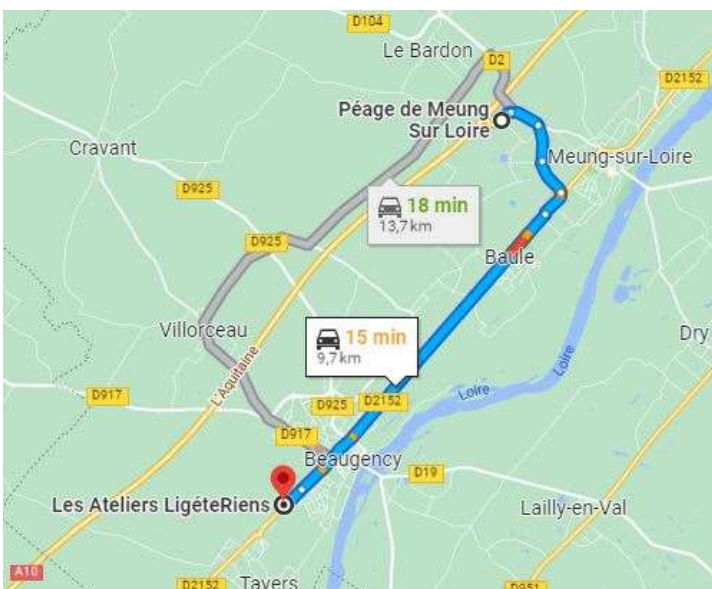 D104
Le Bardon
D2
D2152
Péage de Meung
Sur Loire
Cravant
Meung-sur-Loire
D925
18 min
13,7 km
D925
Baule
Villorceau
15 min
9,7 km
Dry
L'Aquitaine
Loire
Loire
D917
D925
D2152
D917
Beaugency
D19
Les Ateliers LigéteRiens
Lailly-en-Val
A10
D2152
Tavers
D951